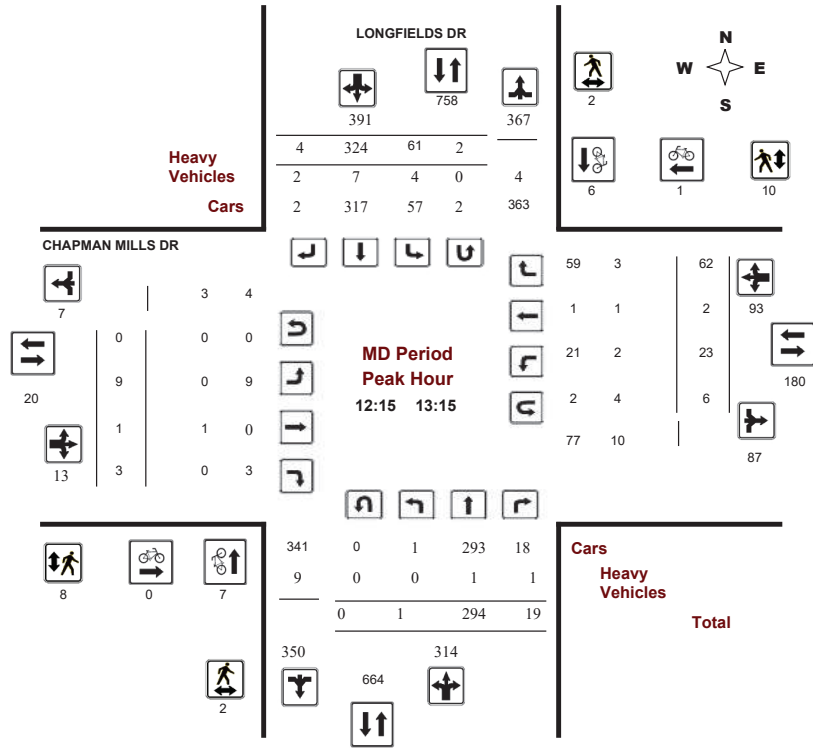 LONGFIELDS DR
N
W E
S
758
2
391
367
4 324 61 2
Heavy
Vehicles
2 7 4 0 4
6 1 10
Cars
2 317 57 2 363
CHAPMAN MILLS DR
59 3 62
7
3 4
1 1 2 93
0 0 0
MD Period
21 2 23
Peak Hour
9 0 9
180
20
12:15 13:15
2 4 6
1 1 0
77 10 87
13
3 0 3
341 0 1 293 18
Cars
9 0 0 1 1
Heavy
Vehicles
8 0 7
0 1 294 19
Total
350 314
664
2